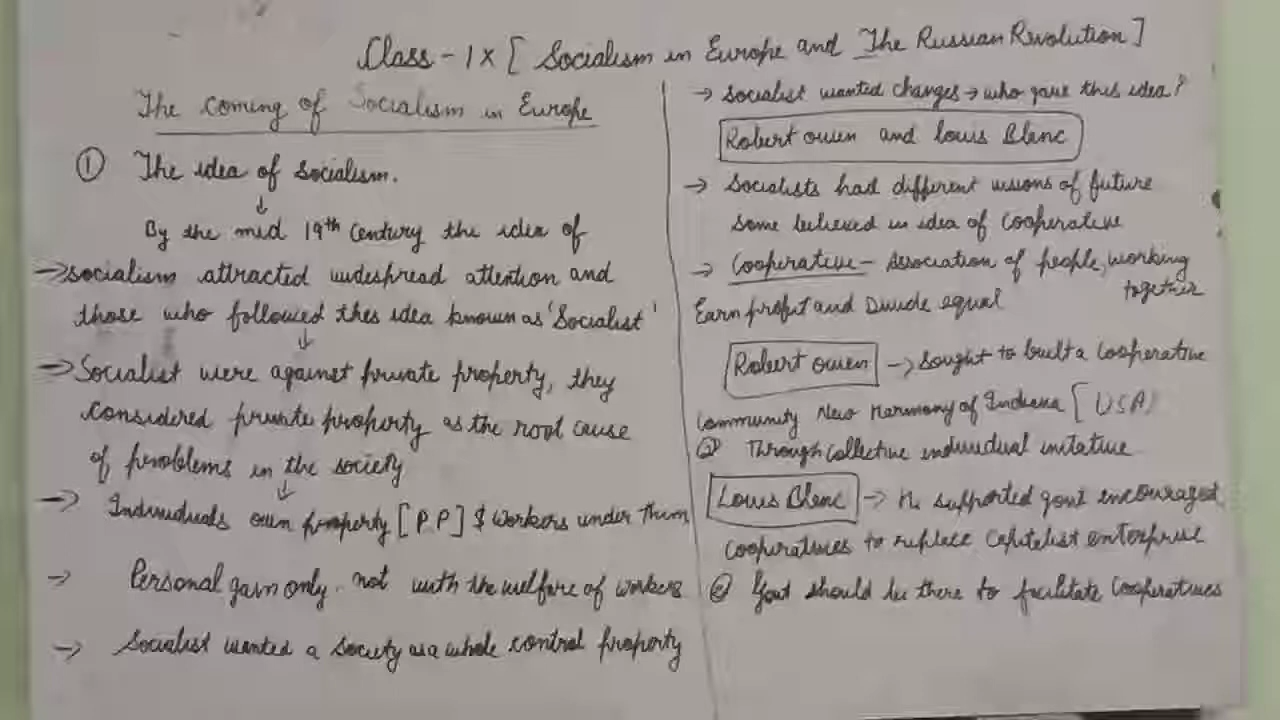 Class - IX [ Socialism in Europe and The Russian Revolution ]
The coming of Socialism in Europe
① The idea of Socialism.
↓
By the mid 19th Century the idea of
→ socialism attracted widespread attention and
those who followed this idea known as 'Socialist'
↓
→ Socialist were against private property, they
considered private property as the root cause
of peroblems in the society
↓
→ Individuals own property [P.P] $ workers under them
→ Personal gain only. not with the welfare of workers
→ Socialist wanted a society as a whole control property
→ Socialist wanted changes → who gave this idea?
Robert owen and louis Blenc
→ Socialists had different visions of future
some believed in idea of cooperative
→ Cooperative - Association of people, working
together
Earn profit and Divide equal
Robert owen → Sought to built a cooperative
community New Harmony of Indiana [USA)
Through collective individual initative
Louis Blenc → He supported govt encouraged
cooperatives to replace capitelist enterprise
Govt should be there to facilitate cooperatives